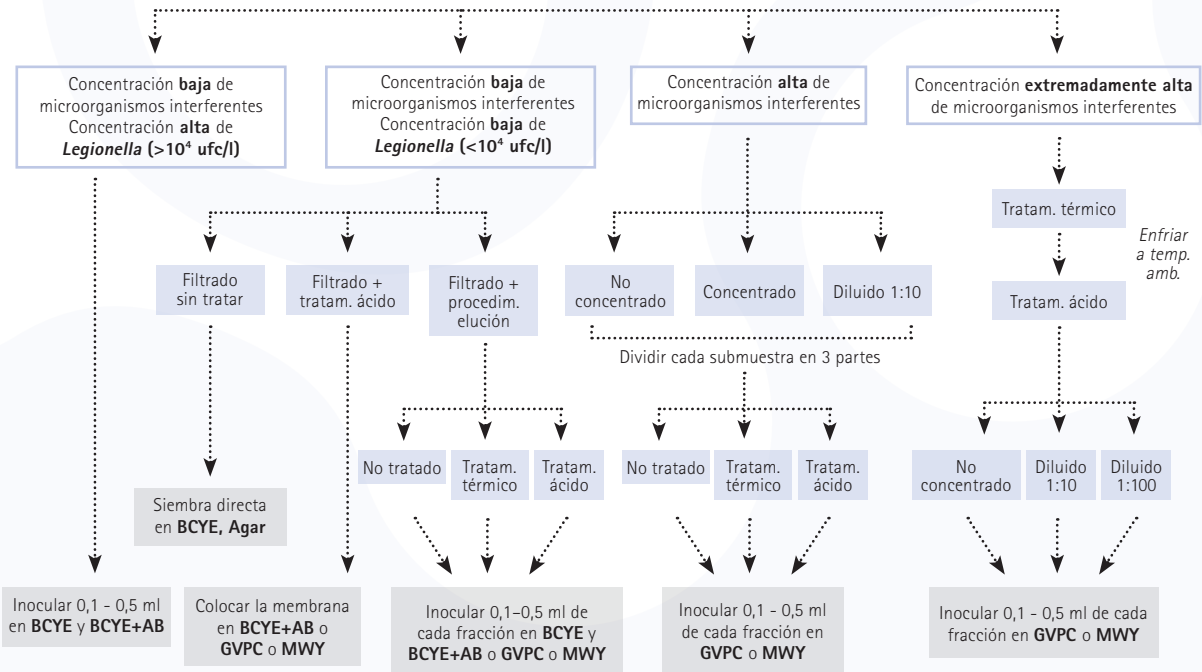 Concentración baja de
microorganismos interferentes
Concentración alta de
Legionella (>10⁴ ufc/l)
Concentración baja de
microorganismos interferentes
Concentración baja de
Legionella (<10⁴ ufc/l)
Concentración alta de
microorganismos interferentes
Concentración extremadamente alta
de microorganismos interferentes
Tratam. térmico
Enfriar
a temp.
amb.
Tratam. ácido
Filtrado
sin tratar
Filtrado +
tratam. ácido
Filtrado +
procedim.
elución
No
concentrado
Concentrado
Diluido 1:10
Dividir cada submuestra en 3 partes
No tratado
Tratam.
térmico
Tratam.
ácido
No tratado
Tratam.
térmico
Tratam.
ácido
No
concentrado
Diluido
1:10
Diluido
1:100
Siembra directa
en BCYE, Agar
Inocular 0,1 - 0,5 ml
en BCYE y BCYE+AB
Colocar la membrana
en BCYE+AB o
GVPC o MWY
Inocular 0,1–0,5 ml de
cada fracción en BCYE y
BCYE+AB o GVPC o MWY
Inocular 0,1 - 0,5 ml
de cada fracción en
GVPC o MWY
Inocular 0,1 - 0,5 ml de cada
fracción en GVPC o MWY